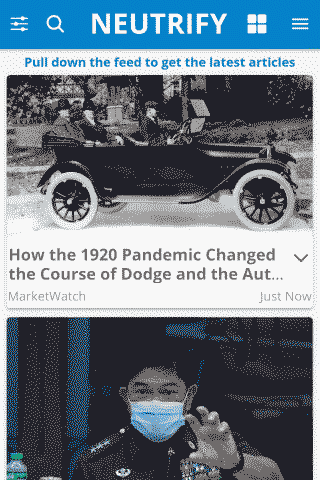 NEUTRIFY
Pull down the feed to get the latest articles
How the 1920 Pandemic Changed
the Course of Dodge and the Aut...
MarketWatch
Just Now